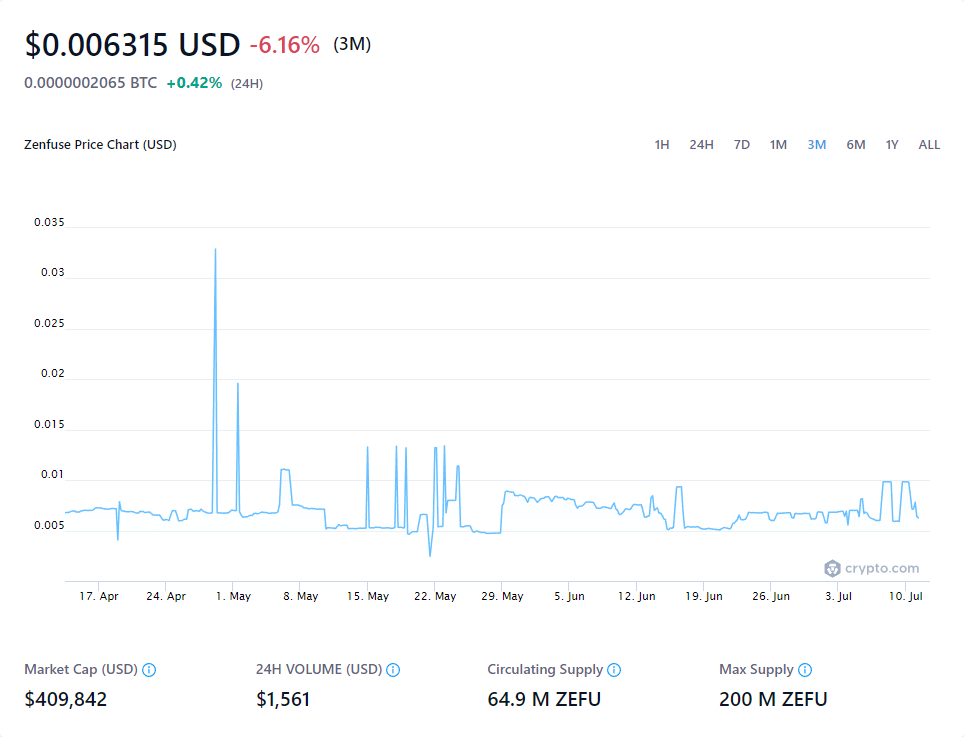 $0.006315 USD -6.16% (3M)
0.0000002065 BTC +0.42% (24H)
Zenfuse Price Chart (USD)
1H 24H 7D 1M 3M 6M 1Y ALL
0.035
0.03
0.025
0.02
0.015
0.01
0.005
crypto.com
17. Apr 24. Apr 1. May 8. May 15. May 22. May 29. May 5. Jun 12. Jun 19. Jun 26. Jun 3. Jul 10. Jul
Market Cap (USD) 24H VOLUME (USD) Circulating Supply Max Supply
$409,842 $1,561 64.9 M ZEFU 200 M ZEFU